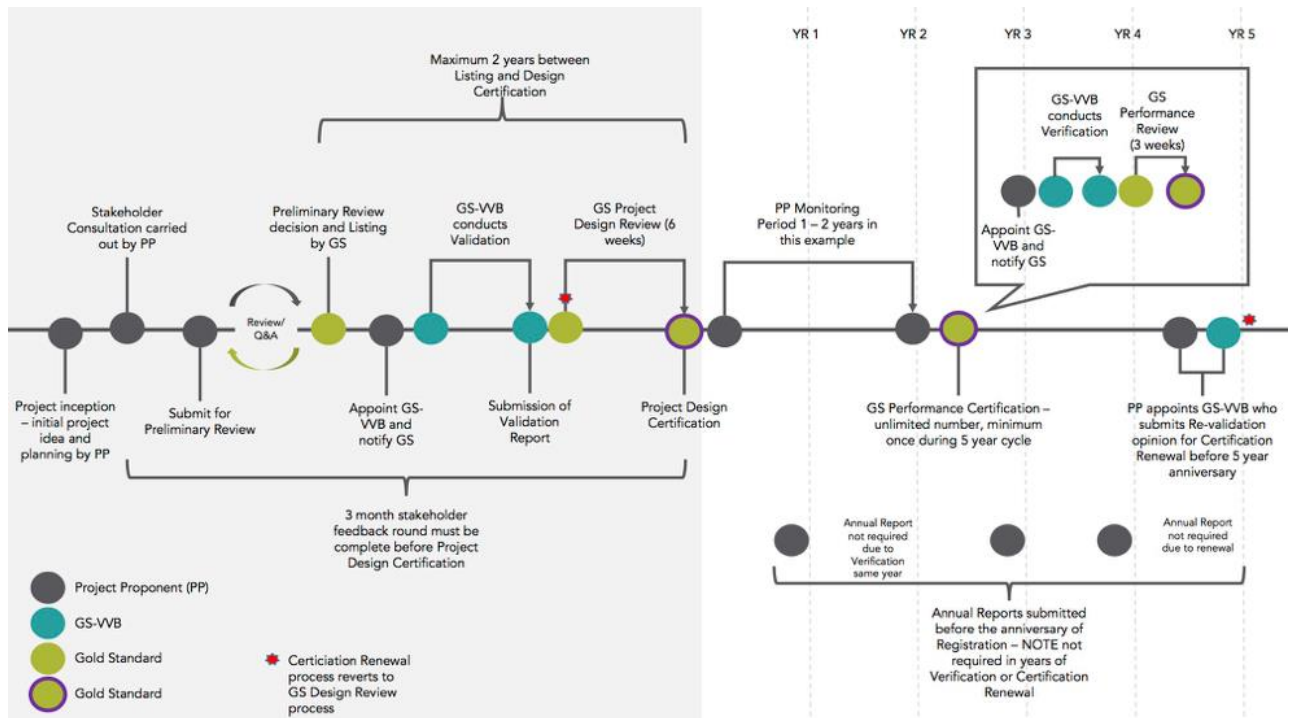 YR 1
YR 2
YR 3
YR 4
YR 5
Maximum 2 years between
Listing and Design
Certification
GS-VVB
conducts
Verification
GS
Performance
Review
(3 weeks)
Appoint GS-
VVB and
notify GS
Stakeholder
Consultation carried
out by PP
Preliminary Review
decision and Listing
by GS
GS-VVB
conducts
Validation
GS Project
Design Review (6
weeks)
PP Monitoring
Period 1 – 2 years in
this example
Review/
Q&A
Project inception
– initial project
idea and
planning by PP
Submit for
Preliminary Review
Appoint GS-
VVB and
notify GS
Submission of
Validation
Report
Project Design
Certification
GS Performance Certification –
unlimited number, minimum
once during 5 year cycle
PP appoints GS-VVB who
submits Re-validation
opinion for Certification
Renewal before 5 year
anniversary
3 month stakeholder
feedback round must be
complete before Project
Design Certification
Annual Report
not required
due to
Verification
same year
Annual Report
not required
due to renewal
Annual Reports submitted
before the anniversary of
Registration – NOTE not
required in years of
Verification or Certification
Renewal
Project Proponent (PP)
GS-VVB
Gold Standard
Gold Standard
Certiciation Renewal
process reverts to
GS Design Review
process